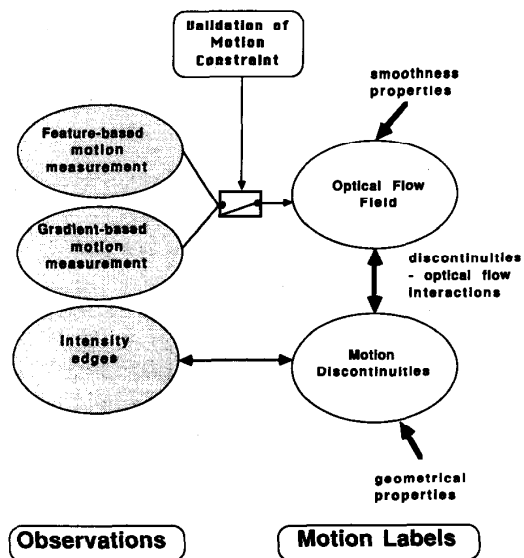 Validation of
Motion
Constraint
smoothness
properties
Feature-based
motion
measurement
Optical Flow
Field
Gradient-based
motion
measurement
discontinuities
- optical flow
interactions
Intensity
edges
Motion
Discontinuities
geometrical
properties
Observations
Motion Labels